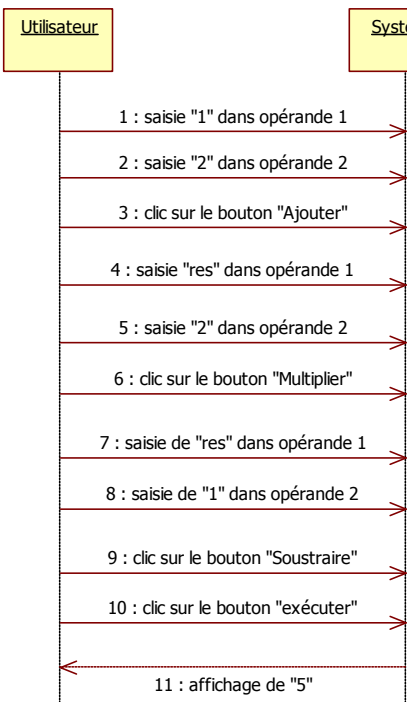 Utilisateur
1 : saisie "1" dans opérande 1
2 : saisie "2" dans opérande 2
3 : clic sur le bouton "Ajouter"
4 : saisie "res" dans opérande 1
5 : saisie "2" dans opérande 2
6 : clic sur le bouton "Multiplier"
7 : saisie de "res" dans opérande 1
8 : saisie de "1" dans opérande 2
9 : clic sur le bouton "Soustraire"
10 : clic sur le bouton "exécuter"
11 : affichage de "5"